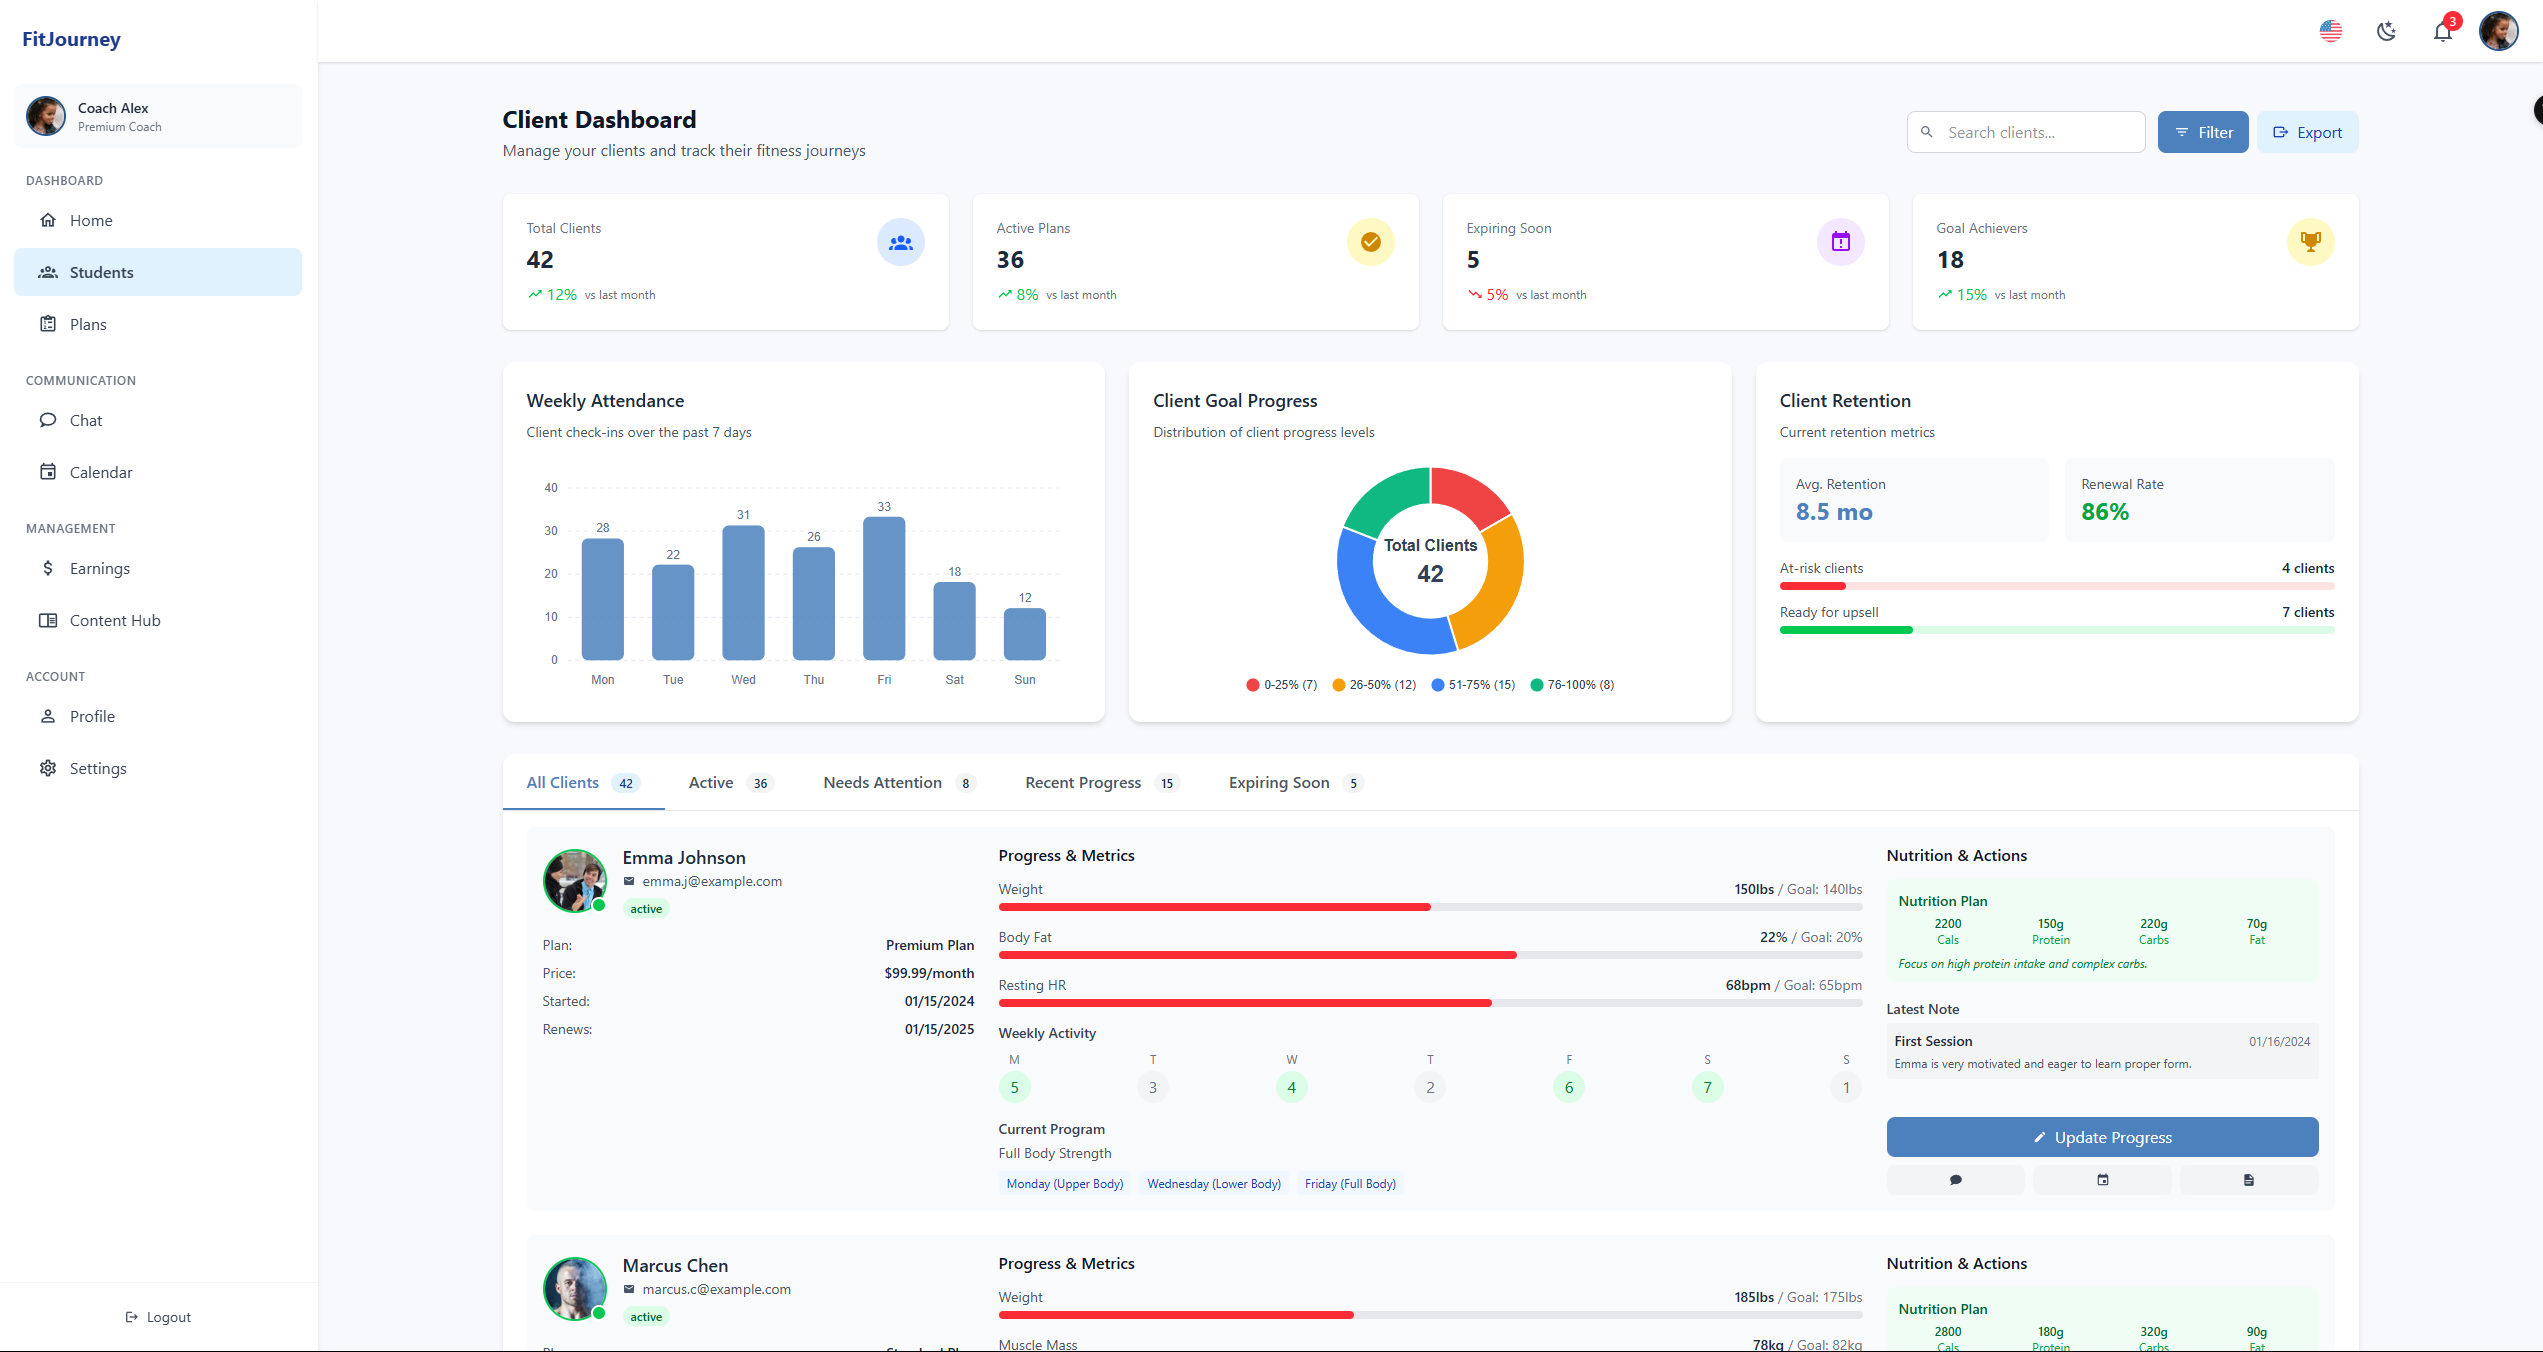 FitJourney
3
Coach Alex
Premium Coach
DASHBOARD
Home
Students
Plans
COMMUNICATION
Chat
Calendar
MANAGEMENT
Earnings
Content Hub
ACCOUNT
Profile
Settings
Logout
Client Dashboard
Manage your clients and track their fitness journeys
Search clients...
Filter
Export
Total Clients
42
12% vs last month
Active Plans
36
8% vs last month
Expiring Soon
5
5% vs last month
Goal Achievers
18
15% vs last month
Weekly Attendance
Client check-ins over the past 7 days
40
30
20
10
0
28
22
31
26
33
18
12
Mon Tue Wed Thu Fri Sat Sun
Client Goal Progress
Distribution of client progress levels
Total Clients
42
0-25% (7) 26-50% (12) 51-75% (15) 76-100% (8)
Client Retention
Current retention metrics
Avg. Retention
8.5 mo
Renewal Rate
86%
At-risk clients 4 clients
Ready for upsell 7 clients
All Clients 42 Active 36 Needs Attention 8 Recent Progress 15 Expiring Soon 5
Emma Johnson
emma.j@example.com
active
Plan: Premium Plan
Price: $99.99/month
Started: 01/15/2024
Renews: 01/15/2025
Progress & Metrics
Weight 150lbs / Goal: 140lbs
Body Fat 22% / Goal: 20%
Resting HR 68bpm / Goal: 65bpm
Weekly Activity
M T W T F S S
5 3 4 2 6 7 1
Current Program
Full Body Strength
Monday (Upper Body) Wednesday (Lower Body) Friday (Full Body)
Nutrition & Actions
Nutrition Plan
2200 150g 220g 70g
Cals Protein Carbs Fat
Focus on high protein intake and complex carbs.
Latest Note
First Session 01/16/2024
Emma is very motivated and eager to learn proper form.
Update Progress
Marcus Chen
marcus.c@example.com
active
Progress & Metrics
Weight 185lbs / Goal: 175lbs
Muscle Mass 78kg / Goal: 82kg
Nutrition & Actions
Nutrition Plan
2800 180g 320g 90g
Cals Protein Carbs Fat